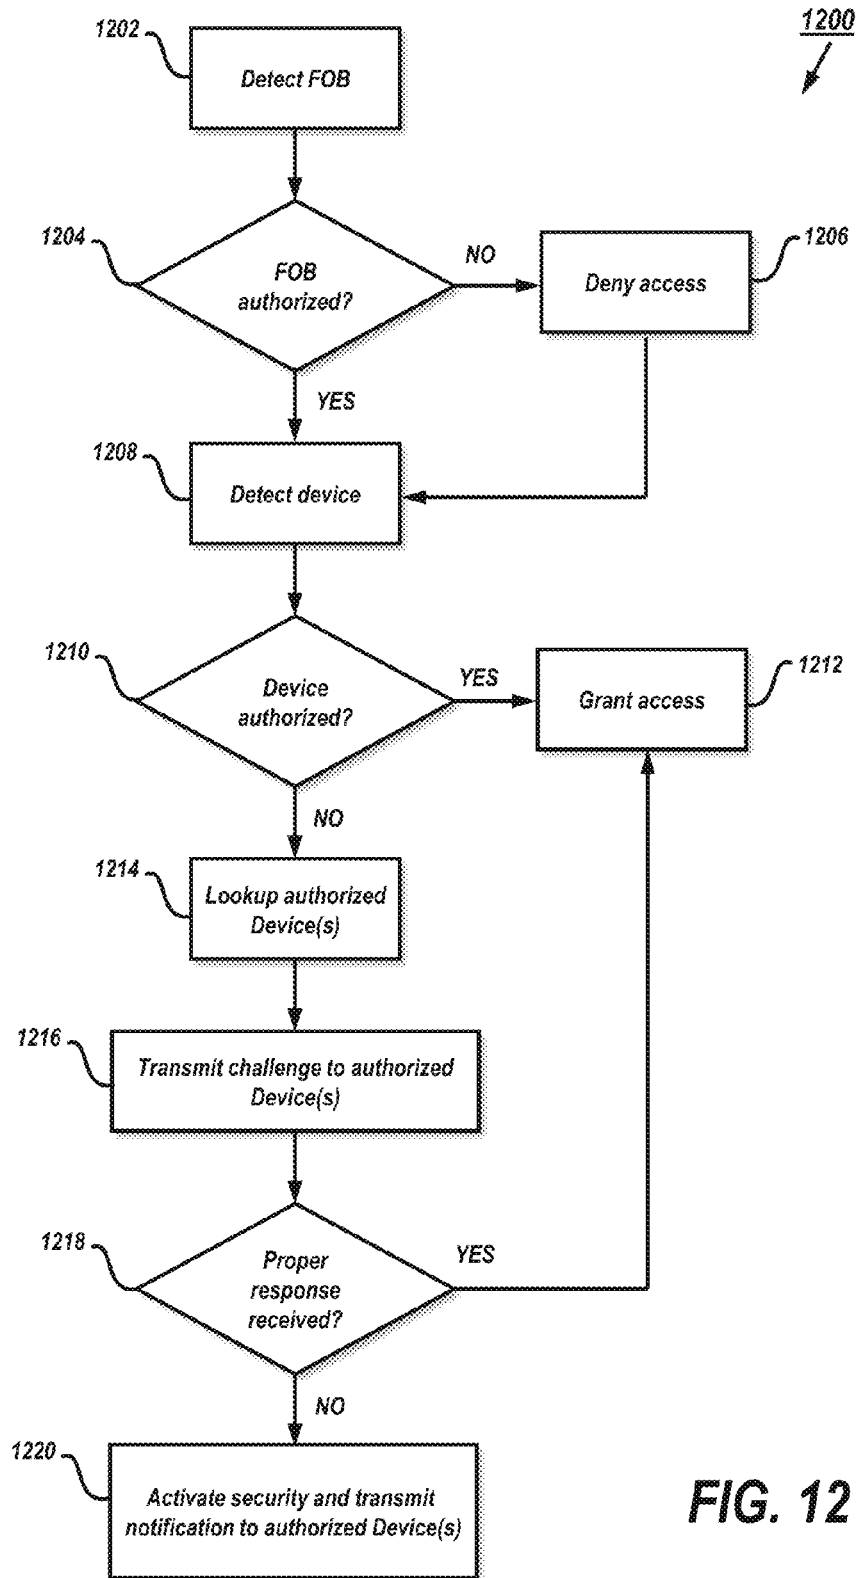 1200
1202
Detect FOB
1204
FOB
authorized?
NO
1206
Deny access
YES
1208
Detect device
1210
Device
authorized?
YES
1212
Grant access
NO
1214
Lookup authorized
Device(s)
1216
Transmit challenge to authorized
Device(s)
1218
Proper
response
received?
YES
NO
1220
Activate security and transmit
notification to authorized Device(s)
FIG. 12